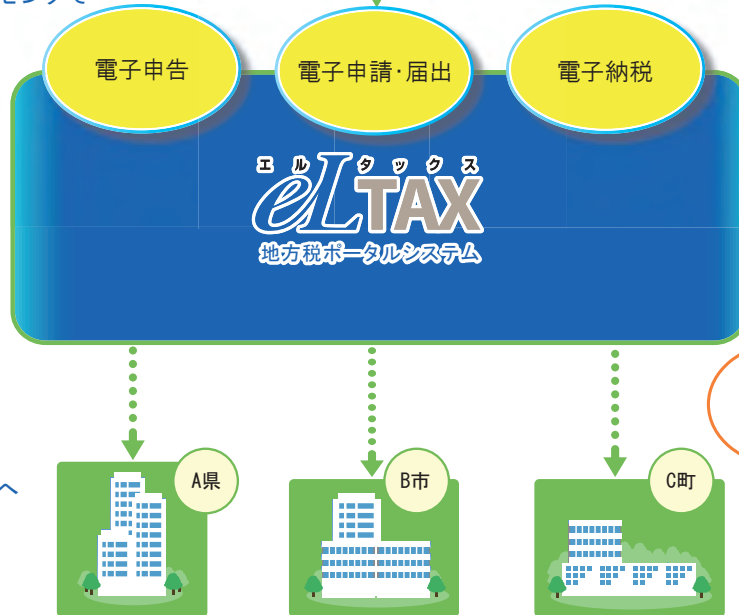 電子申告
電子申請・届出
電子納税
エルタックス
eLTAX
地方税ポータルシステム
A県
B市
C町
へ